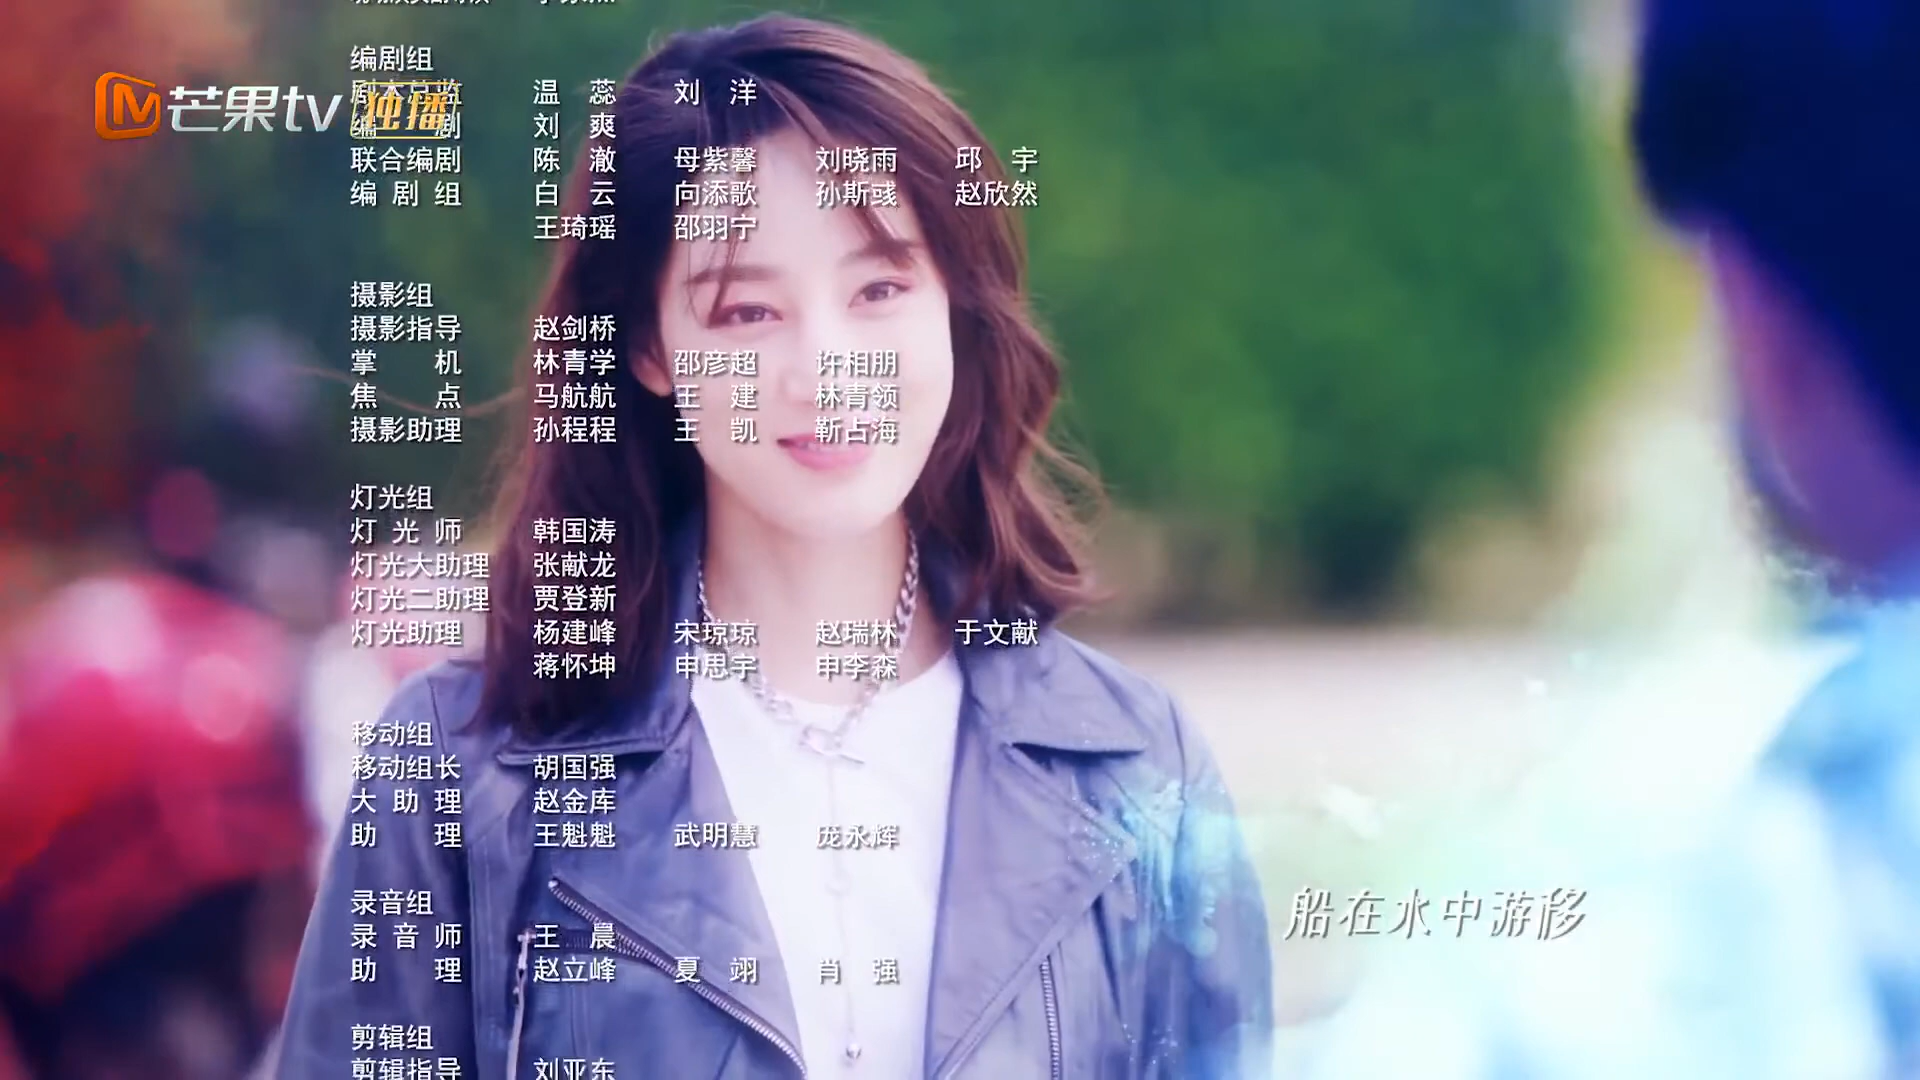 编剧组
芒果tv 独播
剧本总监 温蕊 刘洋
编剧 刘爽
联合编剧 陈澈 母紫馨 刘晓雨 邱宇
编剧组 白云 向添歌 孙斯彧 赵欣然
王琦瑶 邵羽宁
摄影组
摄影指导 赵剑桥
掌机 林青学 邵彦超 许相朋
焦点 马航航 王建 林青领
摄影助理 孙程程 王凯 靳占海
灯光组
灯光师 韩国涛
灯光大助理 张献龙
灯光二助理 贾登新
灯光助理 杨建峰 宋琼琼 赵瑞林 于文献
蒋怀坤 申思宇 申李森
移动组
移动组长 胡国强
大助理 赵金库
助理 王魁魁 武明慧 庞永辉
录音组
船在水中游移
录音师 王晨
助理 赵立峰 夏翊 肖强
剪辑组
剪辑指导 刘亚东